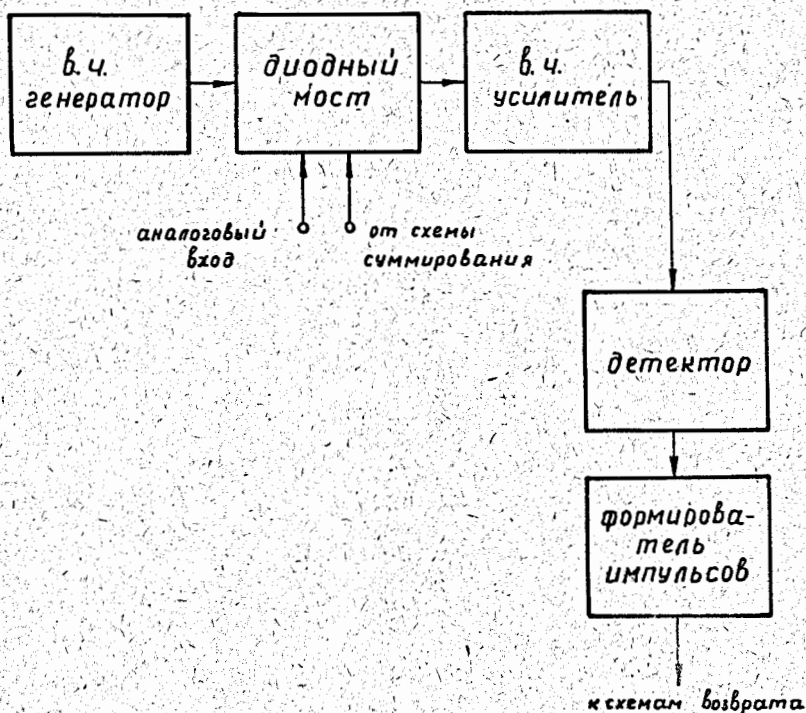 в.ч.
генератор
диодный
мост
в.ч.
усилитель
аналоговый
вход
от схемы
суммирования
детектор
формирова-
тель
импульсов
к схемам возврата